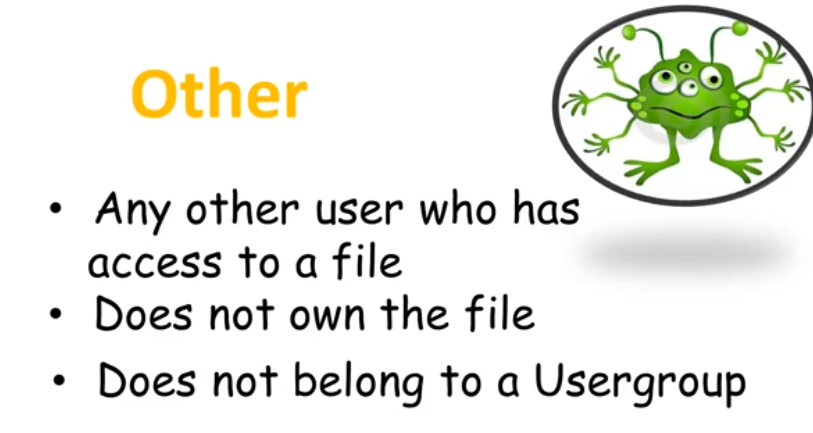 Other
• Any other user who has
access to a file
• Does not own the file
• Does not belong to a Usergroup